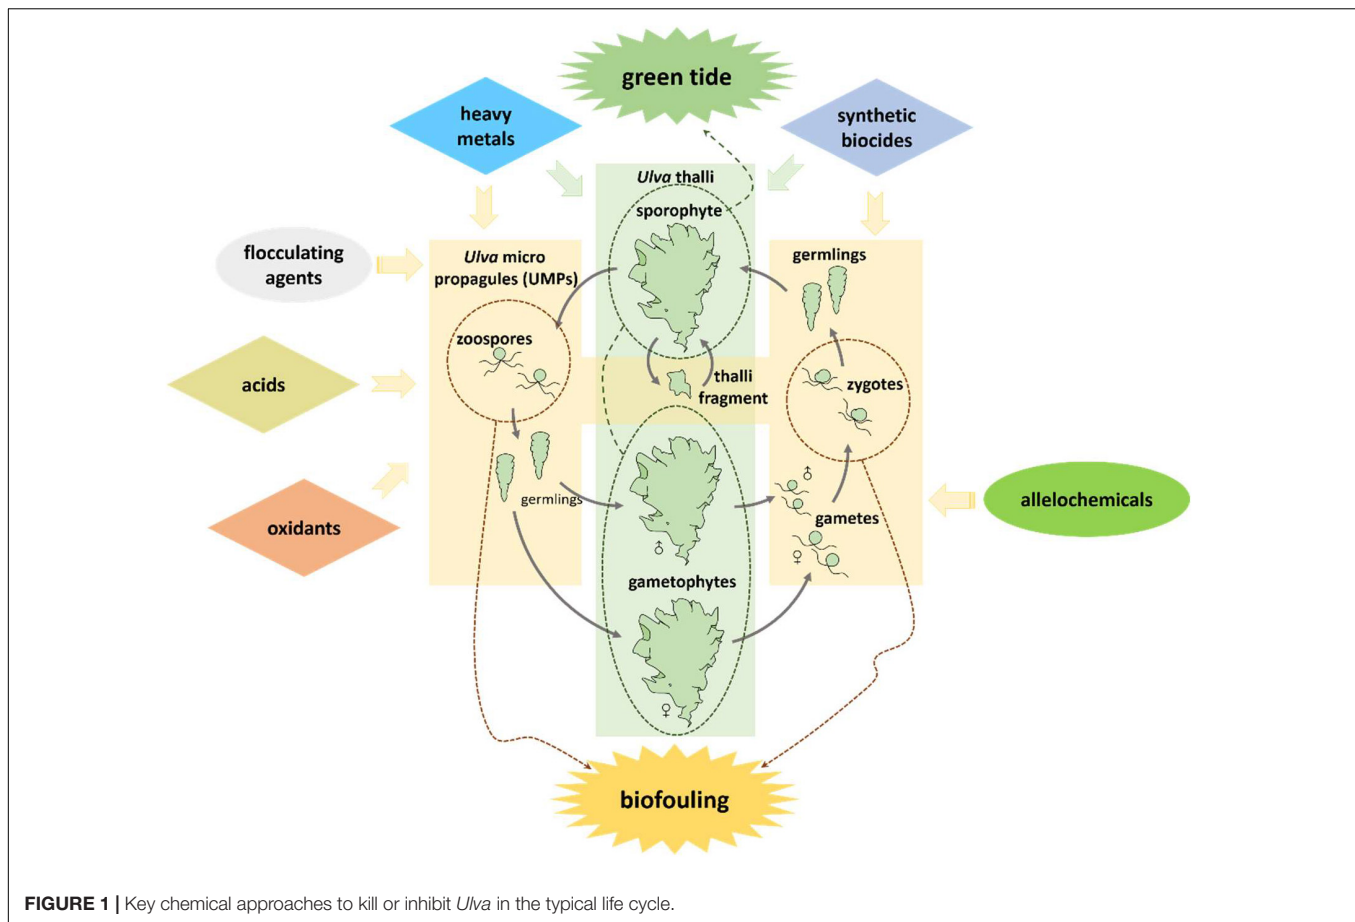 green tide
heavy
metals
synthetic
biocides
Ulva thalli
sporophyte
flocculating
agents
Ulva micro
propagules (UMPs)
germlings
zoospores
acids
thalli
fragment
zygotes
germlings
♂
gametes
♀
allelochemicals
oxidants
♂
gametophytes
♀
biofouling
FIGURE 1 | Key chemical approaches to kill or inhibit Ulva in the typical life cycle.